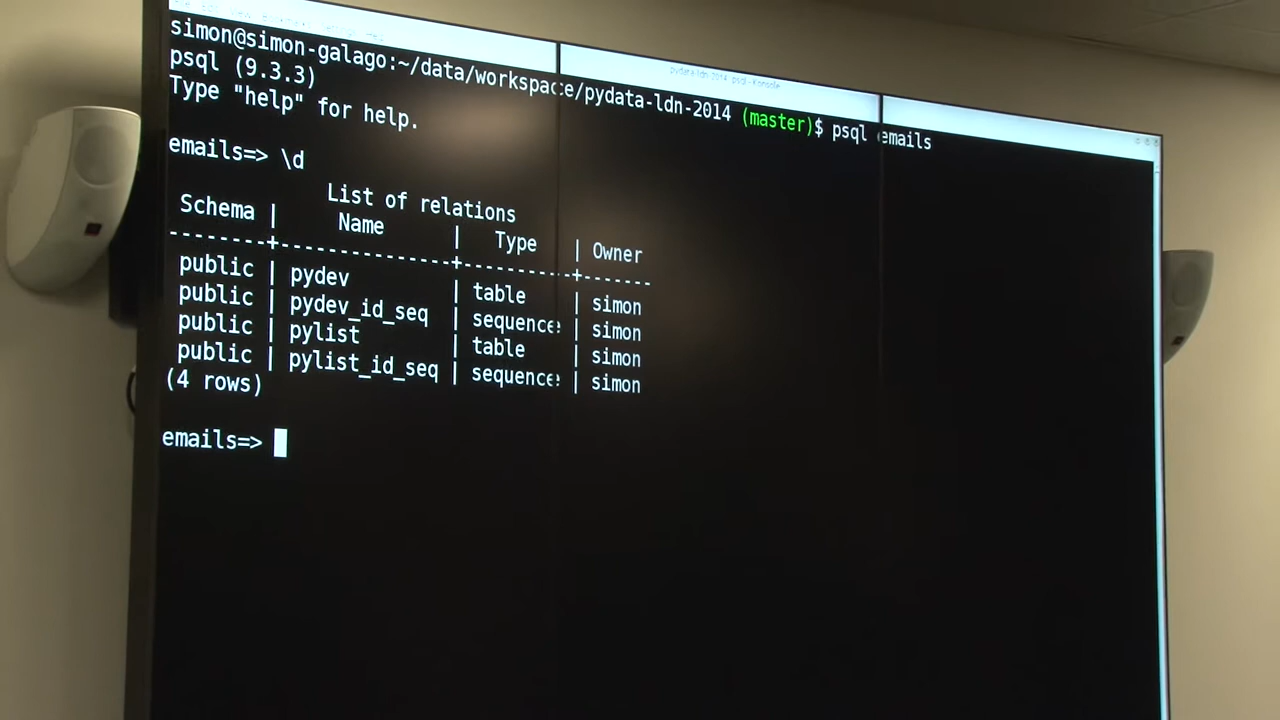 simon@simon-galago:~/data/workspace/pydata-ldn-2014 (master)$ psql emails
psql (9.3.3)
Type "help" for help.
emails=> \d
List of relations
Schema | Name | Type | Owner
--------+---------------+----------+-------
public | pydev | table | simon
public | pydev_id_seq | sequence | simon
public | pylist | table | simon
public | pylist_id_seq | sequence | simon
(4 rows)
emails=>